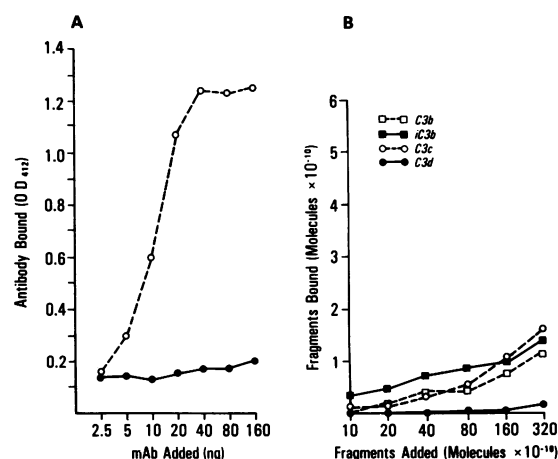 A
B
1.4
1.2
1.0
0.8
0.6
0.4
0.2
Antibody Bound (O D 412)
2.5 5 10 20 40 80 160
mAb Added (ng)
6
5
4
3
2
1
Fragments Bound (Molecules ×10⁻¹⁰)
C3b
iC3b
C3c
C3d
10 20 40 80 160 320
Fragments Added (Molecules ×10⁻¹⁰)